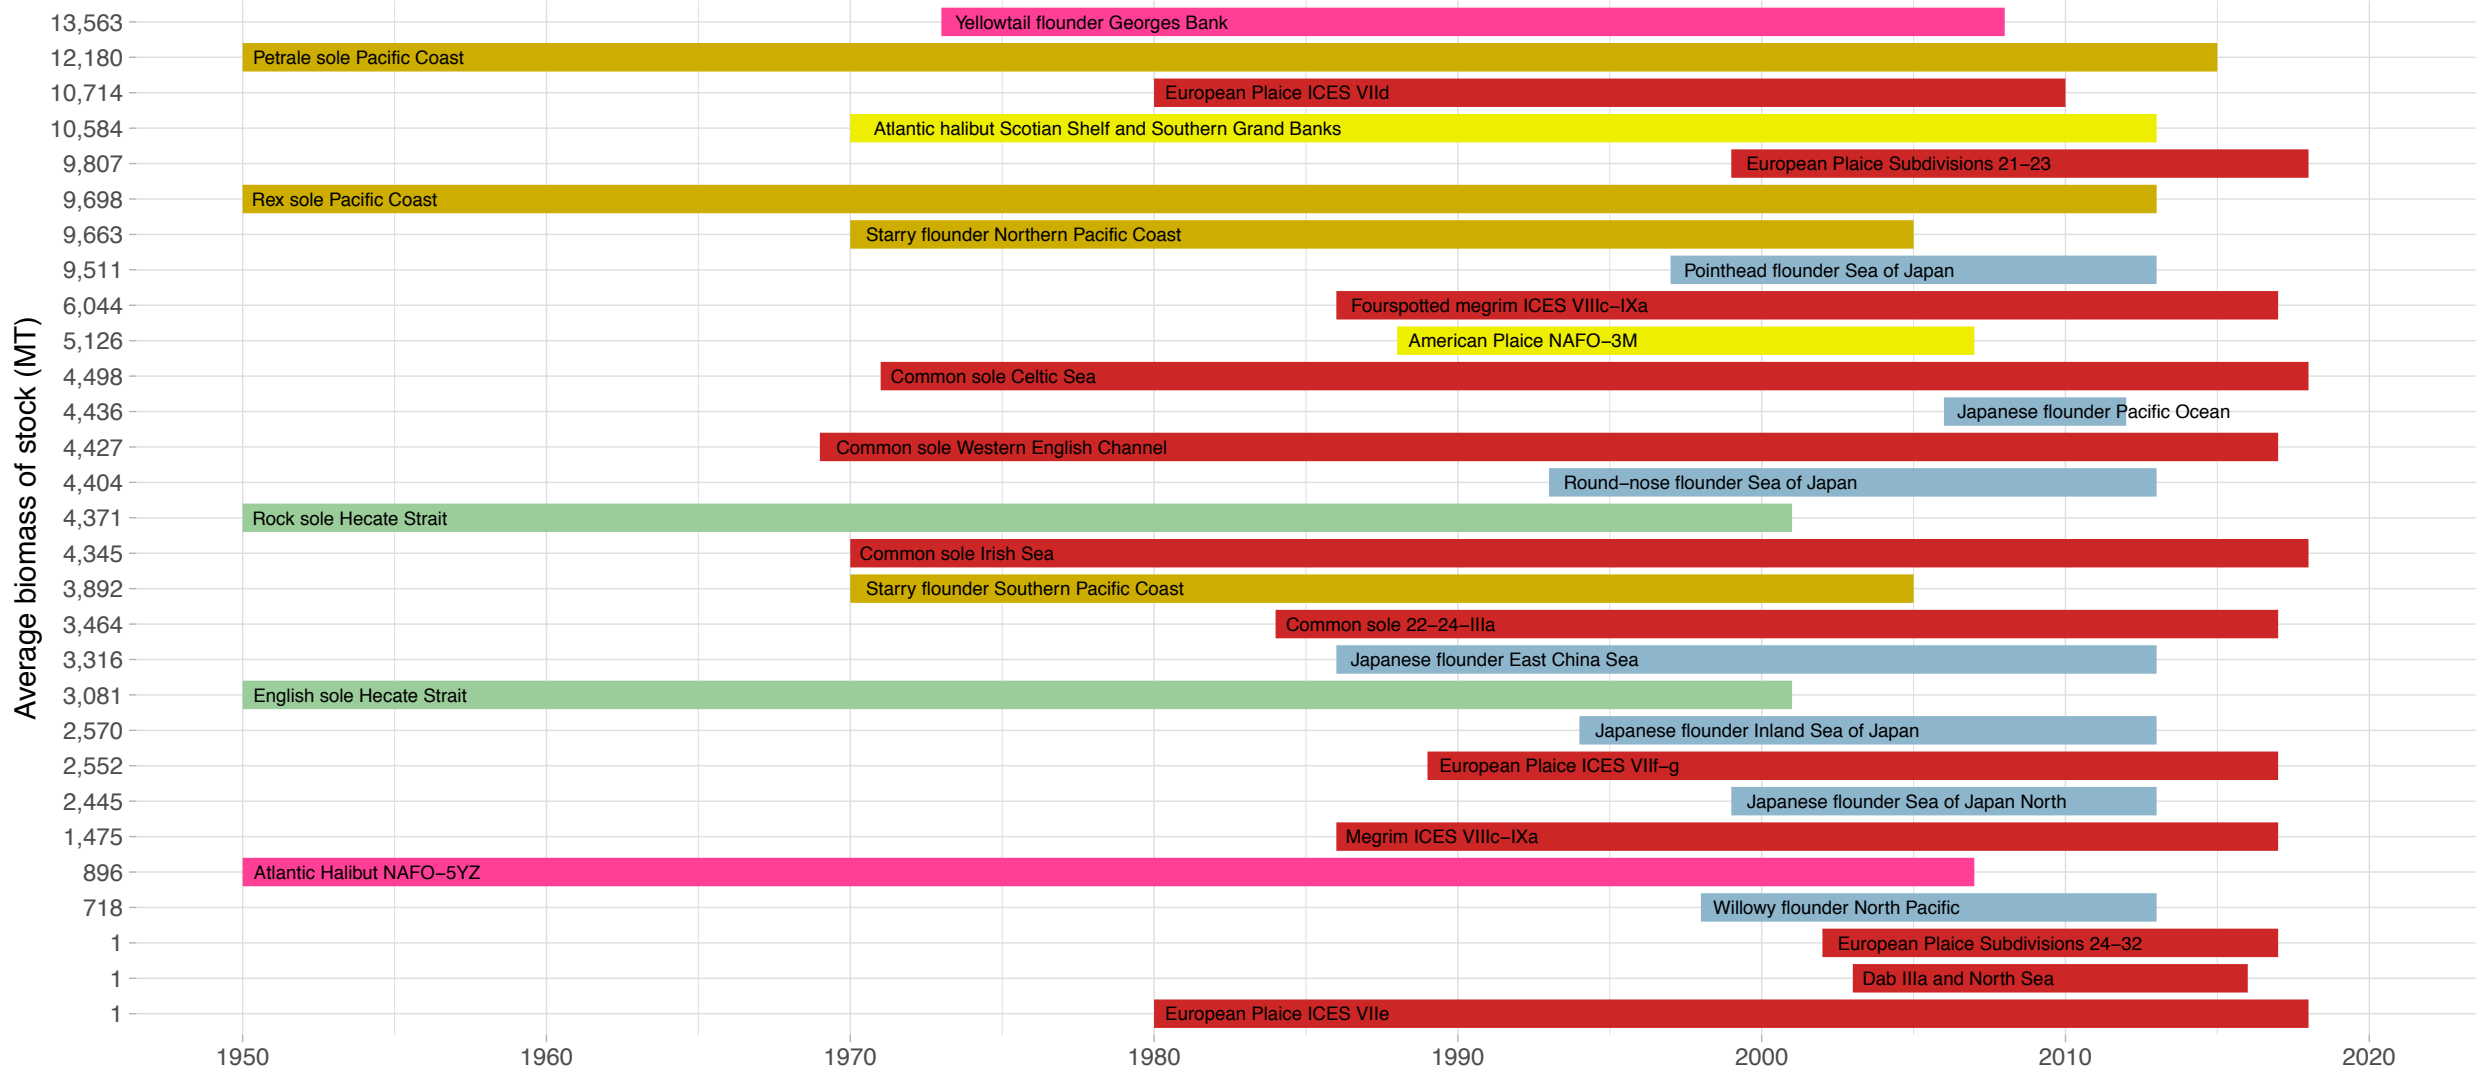 Average biomass of stock (MT)
13,563 Yellowtail flounder Georges Bank
12,180 Petrale sole Pacific Coast
10,714 European Plaice ICES VIId
10,584 Atlantic halibut Scotian Shelf and Southern Grand Banks
9,807 European Plaice Subdivisions 21–23
9,698 Rex sole Pacific Coast
9,663 Starry flounder Northern Pacific Coast
9,511 Pointhead flounder Sea of Japan
6,044 Fourspotted megrim ICES VIIIc–IXa
5,126 American Plaice NAFO–3M
4,498 Common sole Celtic Sea
4,436 Japanese flounder Pacific Ocean
4,427 Common sole Western English Channel
4,404 Round–nose flounder Sea of Japan
4,371 Rock sole Hecate Strait
4,345 Common sole Irish Sea
3,892 Starry flounder Southern Pacific Coast
3,464 Common sole 22–24–IIIa
3,316 Japanese flounder East China Sea
3,081 English sole Hecate Strait
2,570 Japanese flounder Inland Sea of Japan
2,552 European Plaice ICES VIIf–g
2,445 Japanese flounder Sea of Japan North
1,475 Megrim ICES VIIIc–IXa
896 Atlantic Halibut NAFO–5YZ
718 Willowy flounder North Pacific
1 European Plaice Subdivisions 24–32
1 Dab IIIa and North Sea
1 European Plaice ICES VIIe
1950 1960 1970 1980 1990 2000 2010 2020